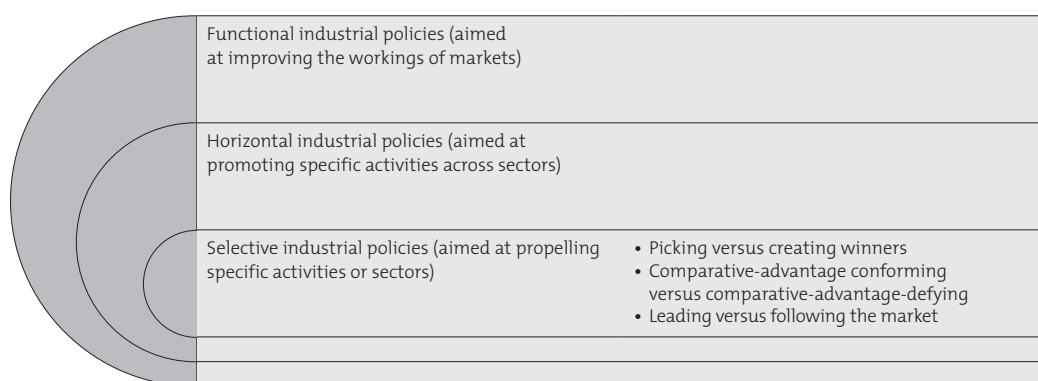 Functional industrial policies (aimed
at improving the workings of markets)
Horizontal industrial policies (aimed at
promoting specific activities across sectors)
Selective industrial policies (aimed at propelling
specific activities or sectors)
• Picking versus creating winners
• Comparative-advantage conforming
versus comparative-advantage-defying
• Leading versus following the market